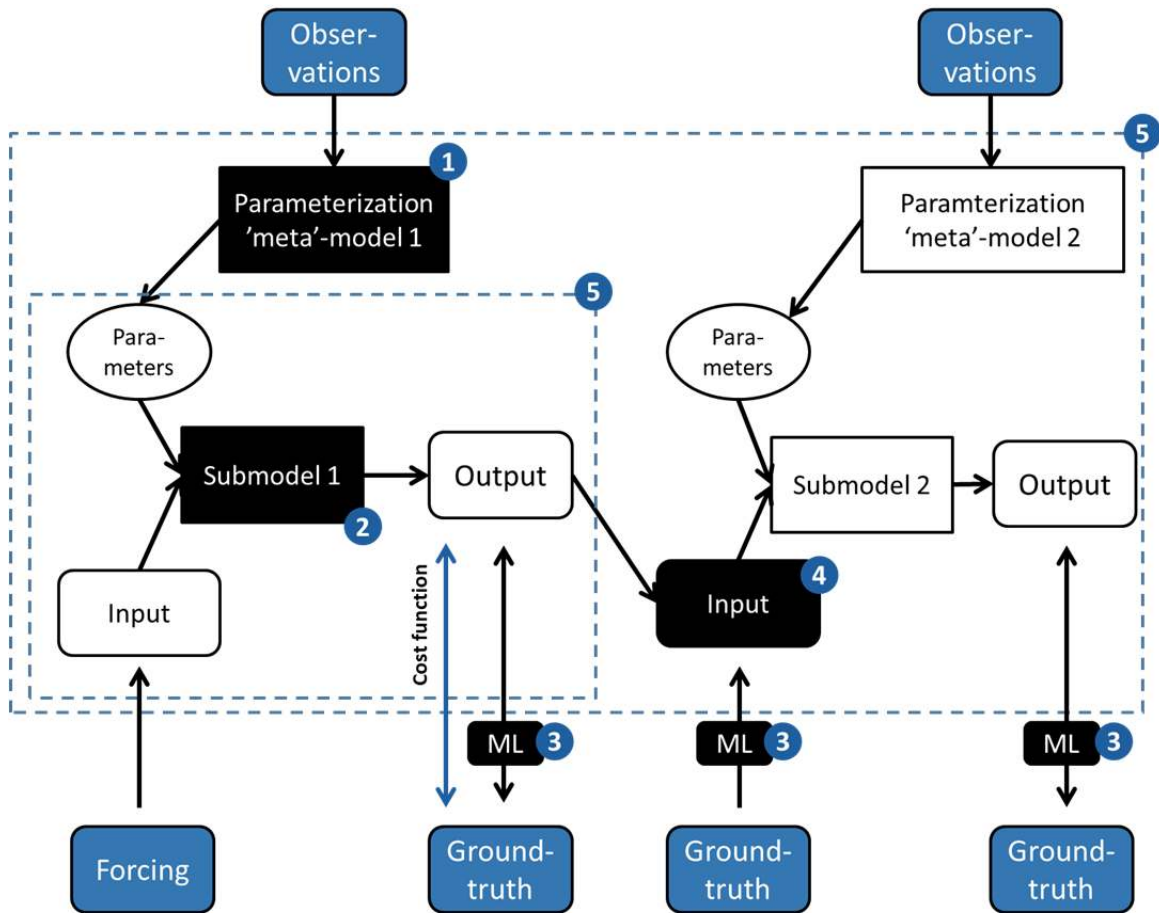 Obser-
vations
Obser-
vations
5
1
Parameterization
'meta'-model 1
Paramterization
‘meta’-model 2
5
Para-
meters
Para-
meters
Submodel 1
Output
Submodel 2
Output
2
4
Input
Input
Cost function
ML 3
ML 3
ML 3
Forcing
Ground-
truth
Ground-
truth
Ground-
truth